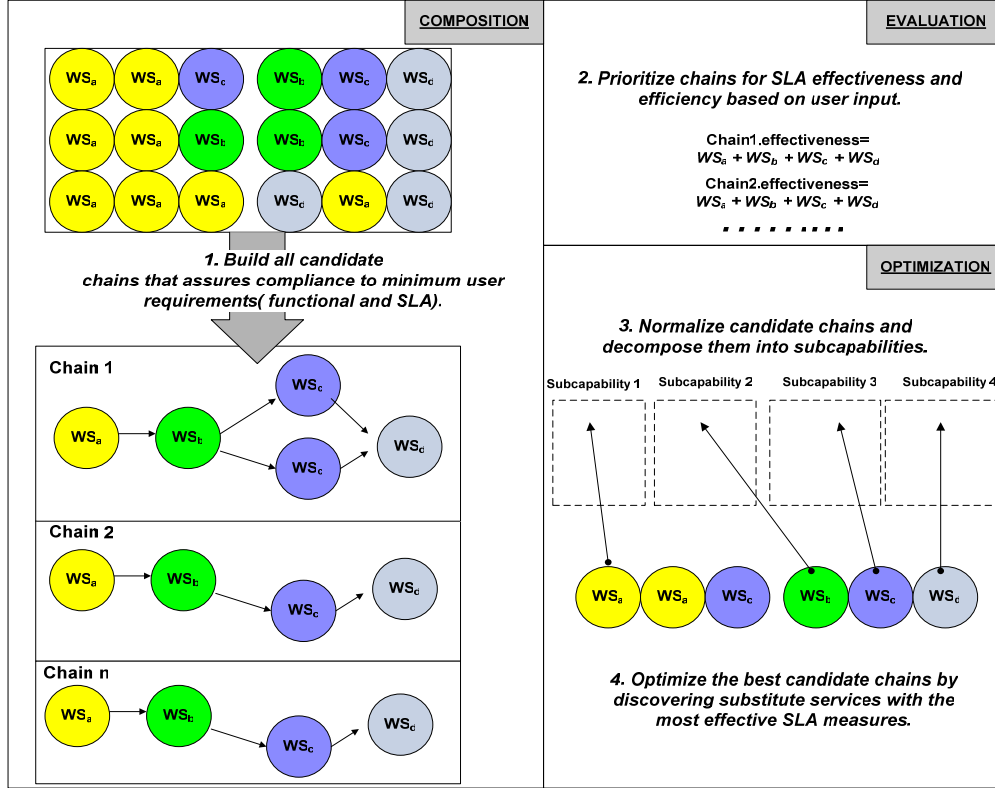 COMPOSITION
WSa WSa WSc WSb WSc WSd
WSa WSa WSb WSb WSc WSd
WSa WSa WSa WSd WSa WSd
1. Build all candidate
chains that assures compliance to minimum user
requirements( functional and SLA).
Chain 1
WSa WSb WSc WSc WSd
Chain 2
WSa WSb WSc WSd
Chain n
WSa WSb WSc WSd
EVALUATION
2. Prioritize chains for SLA effectiveness and
efficiency based on user input.
Chain1.effectiveness=
WSa + WSb + WSc + WSd
Chain2.effectiveness=
WSa + WSb + WSc + WSd
. . . . . . . . .
OPTIMIZATION
3. Normalize candidate chains and
decompose them into subcapabilities.
Subcapability 1 Subcapability 2 Subcapability 3 Subcapability 4
WSa WSa WSc WSb WSc WSd
4. Optimize the best candidate chains by
discovering substitute services with the
most effective SLA measures.